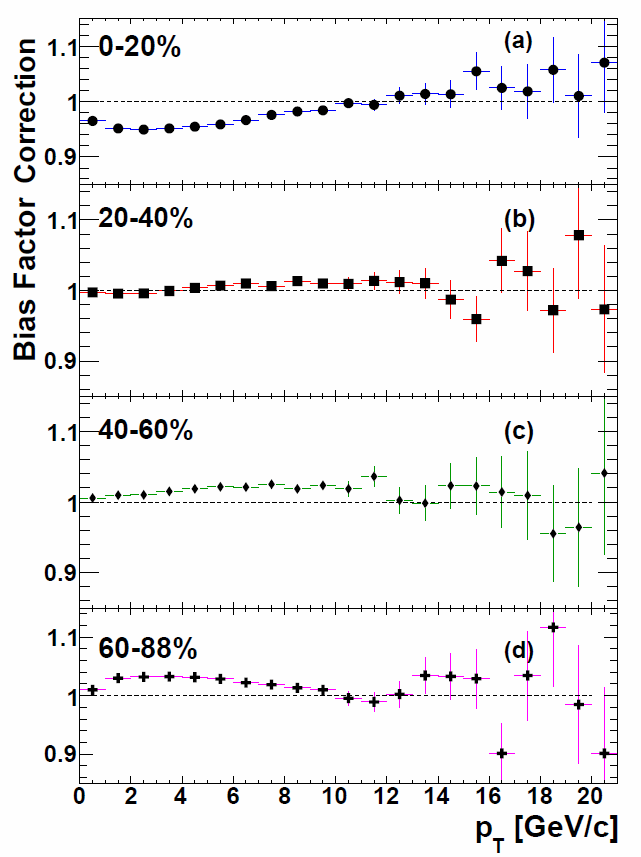 Bias Factor Correction
0-20%
(a)
1.1
1
0.9
20-40%
(b)
1.1
1
0.9
40-60%
(c)
1.1
1
0.9
60-88%
(d)
1.1
1
0.9
0 2 4 6 8 10 12 14 16 18 20
pT [GeV/c]